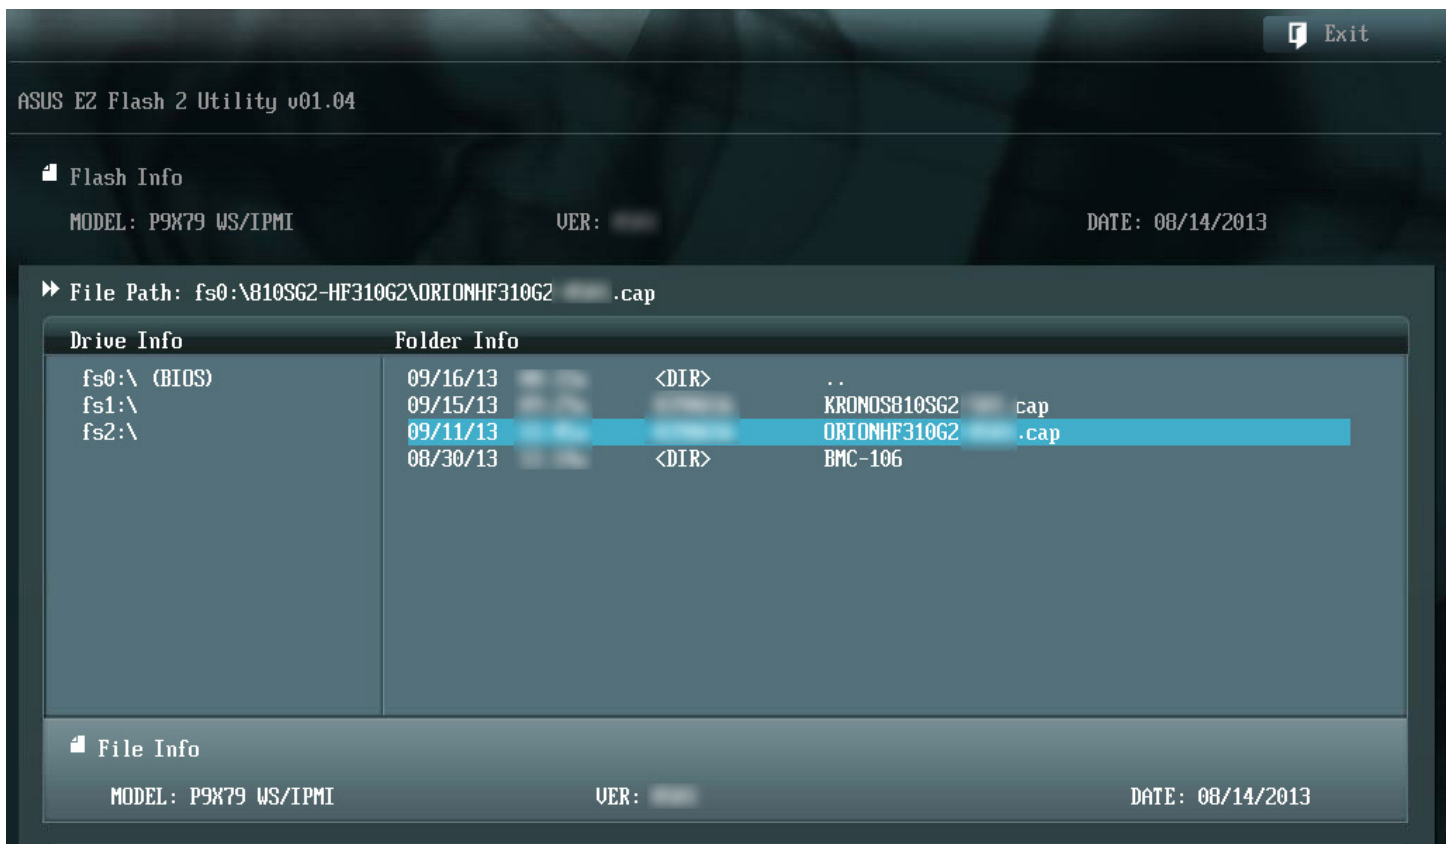 Exit
ASUS EZ Flash 2 Utility v01.04
Flash Info
MODEL: P9X79 WS/IPMI VER: DATE: 08/14/2013
File Path: fs0:\810SG2-HF310G2\ORIONHF310G2 .cap
Drive Info Folder Info
fs0:\ (BIOS) 09/16/13 <DIR> ..
fs1:\ 09/15/13 KRONOS810SG2 .cap
fs2:\ 09/11/13 ORIONHF310G2 .cap
08/30/13 <DIR> BMC-106
File Info
MODEL: P9X79 WS/IPMI VER: DATE: 08/14/2013